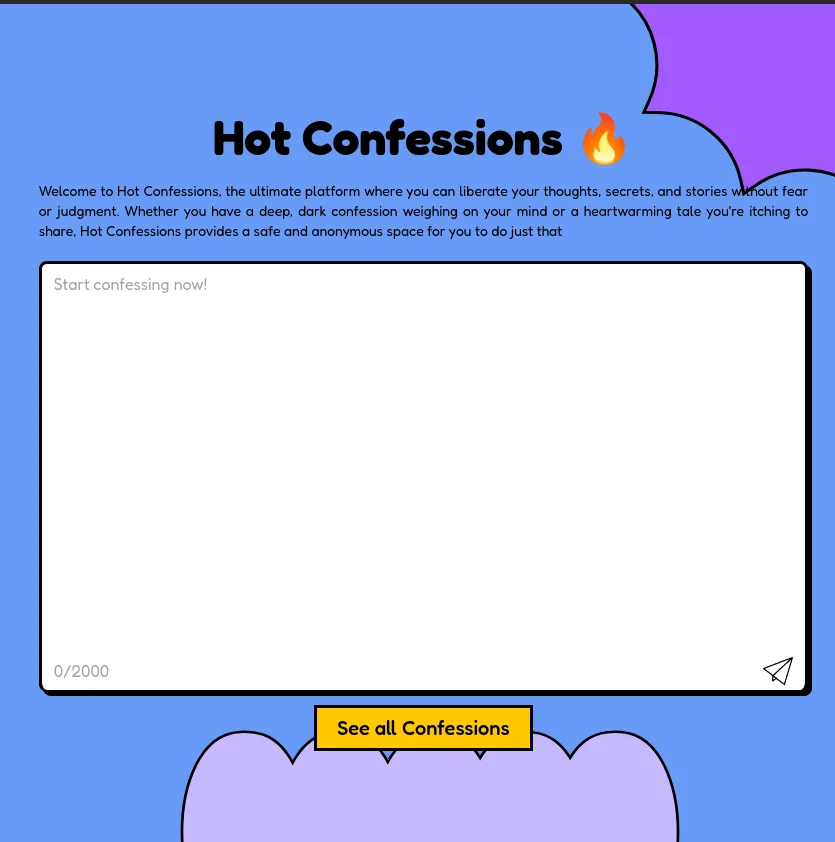 Hot Confessions 🔥
Welcome to Hot Confessions, the ultimate platform where you can liberate your thoughts, secrets, and stories without fear
or judgment. Whether you have a deep, dark confession weighing on your mind or a heartwarming tale you're itching to
share, Hot Confessions provides a safe and anonymous space for you to do just that
Start confessing now!
0/2000
See all Confessions